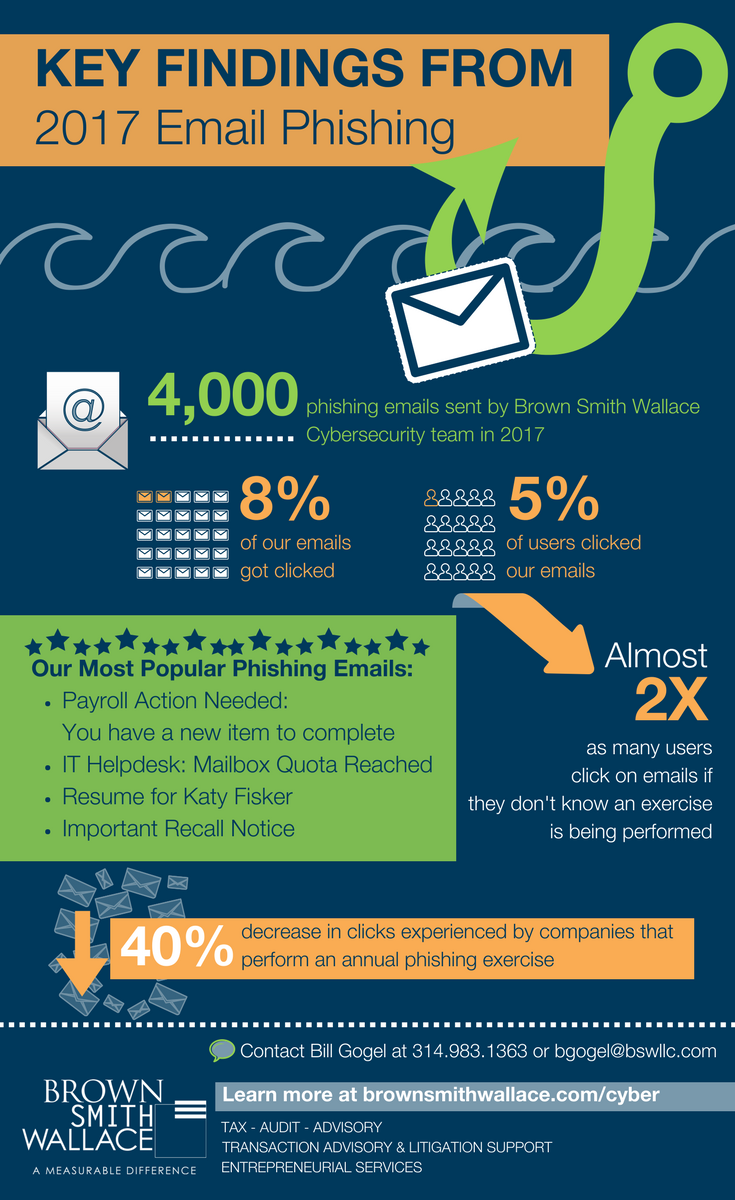 KEY FINDINGS FROM
2017 Email Phishing
@
4,000
phishing emails sent by Brown Smith Wallace
Cybersecurity team in 2017
8%
of our emails
got clicked
5%
of users clicked
our emails
Our Most Popular Phishing Emails:
• Payroll Action Needed:
You have a new item to complete
• IT Helpdesk: Mailbox Quota Reached
• Resume for Katy Fisker
• Important Recall Notice
Almost
2X
as many users
click on emails if
they don't know an exercise
is being performed
40%
decrease in clicks experienced by companies that
perform an annual phishing exercise
Contact Bill Gogel at 314.983.1363 or bgogel@bswllc.com
BROWN
SMITH
WALLACE
A MEASURABLE DIFFERENCE
Learn more at brownsmithwallace.com/cyber
TAX - AUDIT - ADVISORY
TRANSACTION ADVISORY & LITIGATION SUPPORT
ENTREPRENEURIAL SERVICES